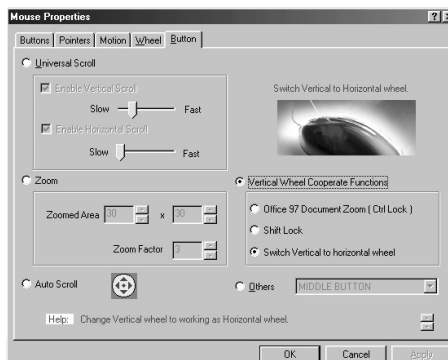 Mouse Properties
Buttons Pointers Motion Wheel Button
Universal Scroll
Enable Vertical Scroll
Slow Fast
Enable Horizontal Scroll
Slow Fast
Switch Vertical to Horizontal wheel.
Zoom
Zoomed Area 30 x 30
Zoom Factor 3
Vertical Wheel Cooperate Functions
Office 97 Document Zoom ( Ctrl Lock )
Shift Lock
Switch Vertical to horizontal wheel
Auto Scroll
Others MIDDLE BUTTON
Help: Change Vertical wheel to working as Horizontal wheel.
OK Cancel Apply